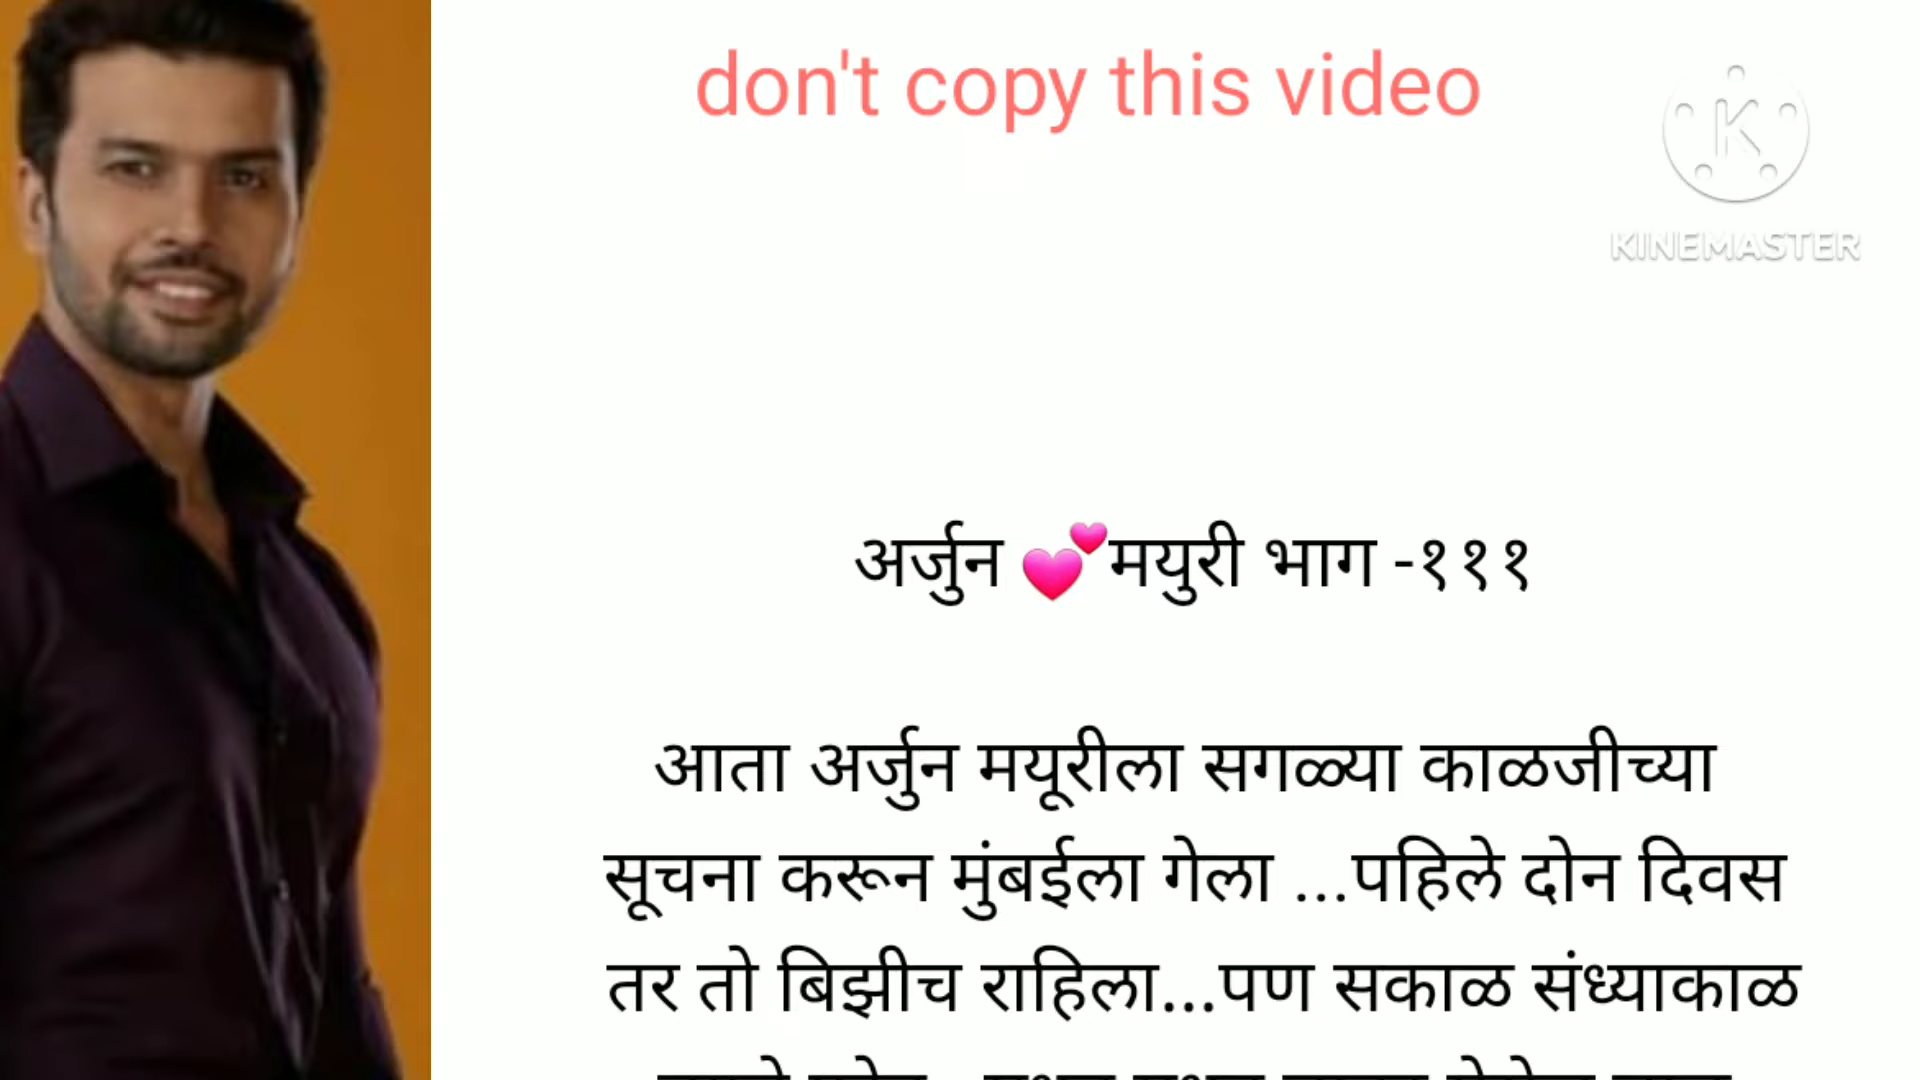 don't copy this video
KINEMASTER
अर्जुन 💕मयुरी भाग -१११
आता अर्जुन मयूरीला सगळ्या काळजीच्या
सूचना करून मुंबईला गेला ...पहिले दोन दिवस
तर तो बिझीच राहिला...पण सकाळ संध्याकाळ